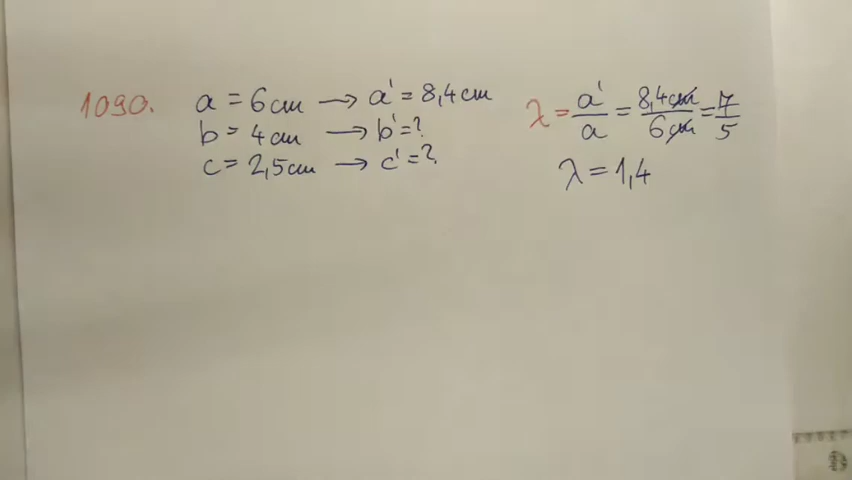 1090. a = 6 cm → a' = 8,4 cm λ = a'/a = 8,4 cm/6 cm = 7/5
b = 4 cm → b' = ?
c = 2,5 cm → c' = ? λ = 1,4